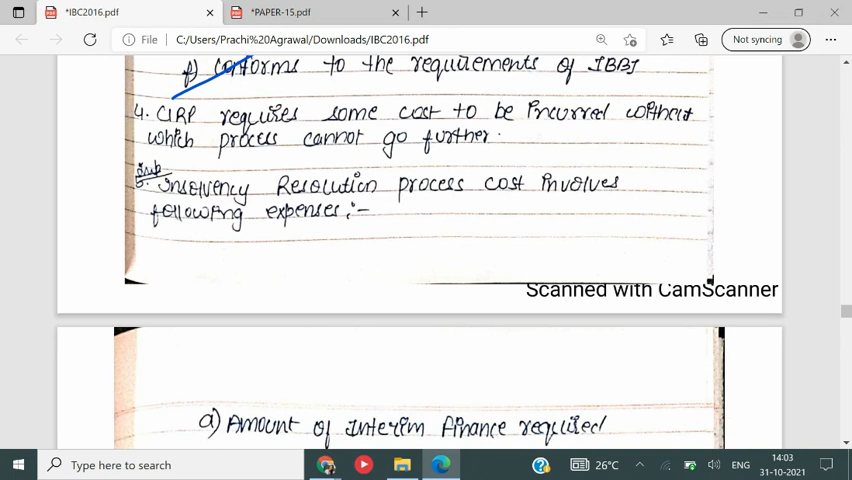 *IBC2016.pdf
*PAPER-15.pdf
File
C:/Users/Prachi%20Agrawal/Downloads/IBC2016.pdf
Not syncing
f) Conforms to the requirements of IBBI
4. CIRP requires some cost to be incurred without
which process cannot go further.
Imp
5. Insolvency Resolution process cost involves
following expenses:-
Scanned with CamScanner
a) Amount of Interim finance required
Type here to search
26°C
ENG
14:03
31-10-2021